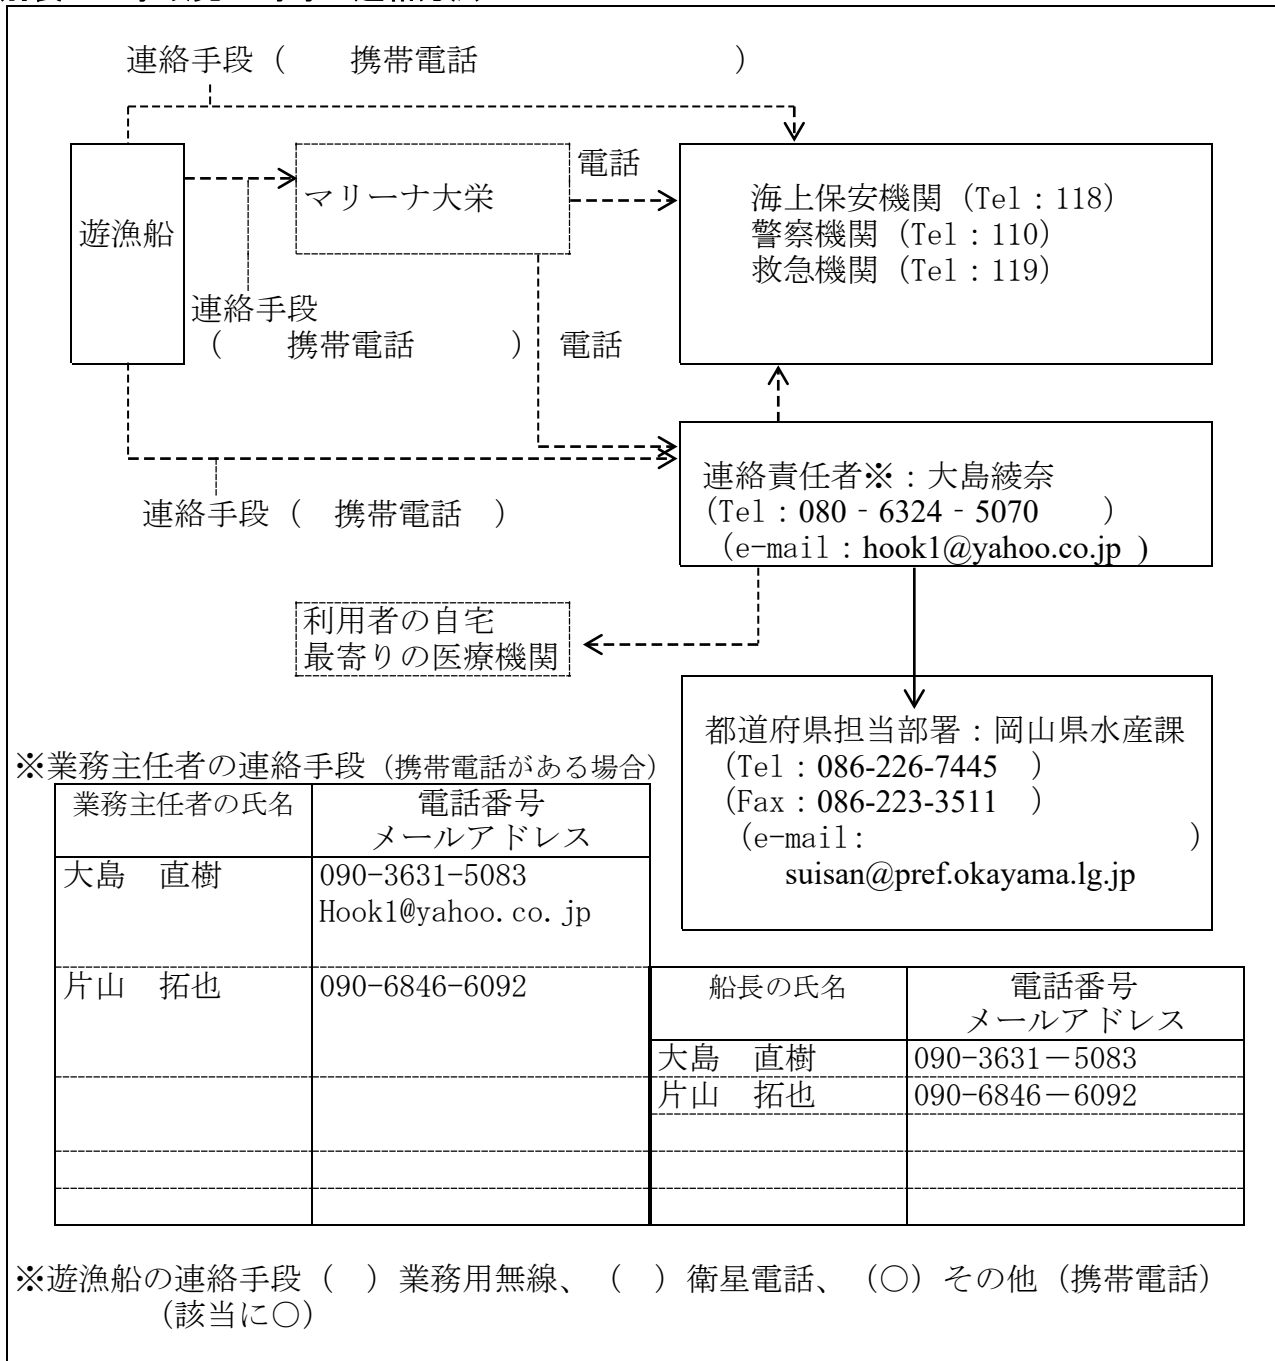 連絡手段（　　携帯電話　　　　　　　　）
遊漁船
マリーナ大栄
電話
海上保安機関（Tel：118）
警察機関（Tel：110）
救急機関（Tel：119）
連絡手段
（　　携帯電話　　　）
電話
連絡責任者※：大島綾奈
（Tel：080‐6324‐5070　　）
（e-mail：hook1@yahoo.co.jp ）
連絡手段（　携帯電話　）
利用者の自宅
最寄りの医療機関
都道府県担当部署：岡山県水産課
（Tel：086-226-7445　）
（Fax：086-223-3511　）
（e-mail：　　　　　　　　　　）
suisan@pref.okayama.lg.jp
※業務主任者の連絡手段（携帯電話がある場合）
業務主任者の氏名　電話番号
メールアドレス
大島　直樹　090-3631-5083
Hook1@yahoo.co.jp
片山　拓也　090-6846-6092
船長の氏名　電話番号
メールアドレス
大島　直樹　090-3631－5083
片山　拓也　090-6846－6092
※遊漁船の連絡手段（　）業務用無線、（　）衛星電話、（○）その他（携帯電話）
（該当に○）